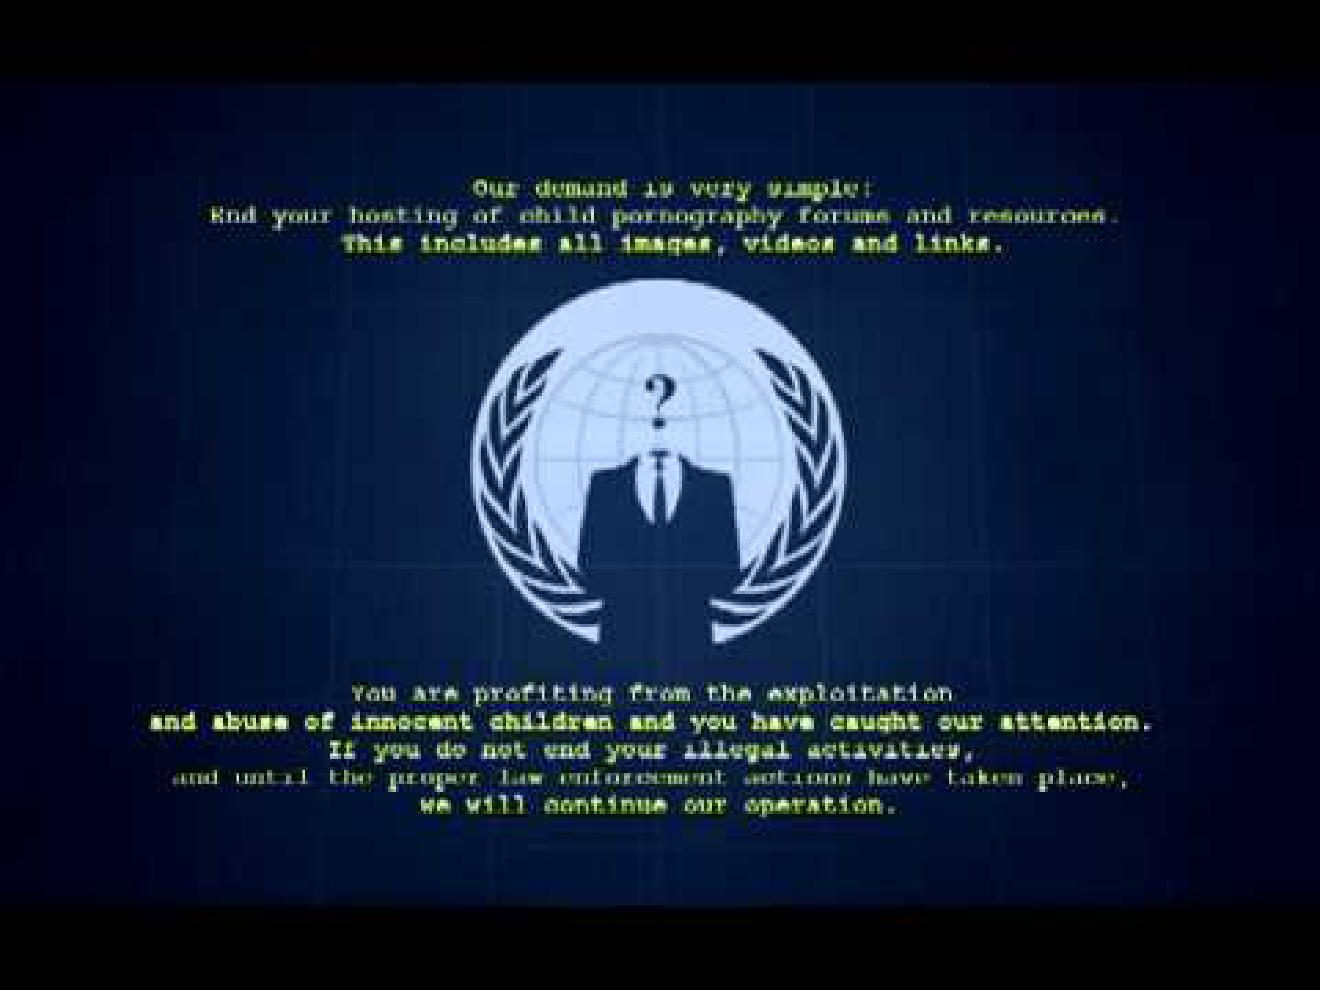 Our demand is very simple:
End your hosting of child pornography forums and resources.
This includes all images, videos and links.
?
You are profiting from the exploitation
and abuse of innocent children and you have caught our attention.
If you do not end your illegal activities,
and until the proper law enforcement actions have taken place,
we will continue our operation.